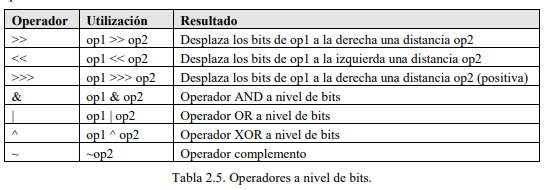 Operador Utilización Resultado
>> op1 >> op2 Desplaza los bits de op1 a la derecha una distancia op2
<< op1 << op2 Desplaza los bits de op1 a la izquierda una distancia op2
>>> op1 >>> op2 Desplaza los bits de op1 a la derecha una distancia op2 (positiva)
& op1 & op2 Operador AND a nivel de bits
| op1 | op2 Operador OR a nivel de bits
^ op1 ^ op2 Operador XOR a nivel de bits
~ ~op2 Operador complemento
Tabla 2.5. Operadores a nivel de bits.